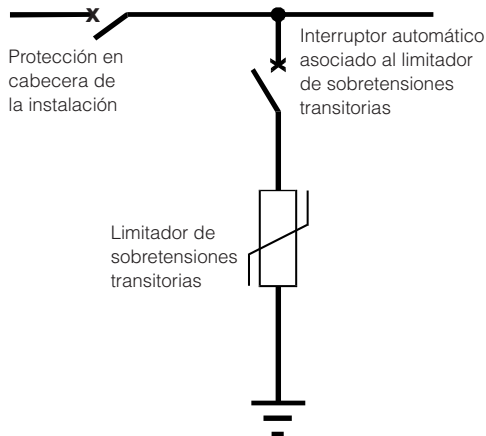 Protección en
cabecera de
la instalación
Interruptor automático
asociado al limitador
de sobretensiones
transitorias
Limitador de
sobretensiones
transitorias